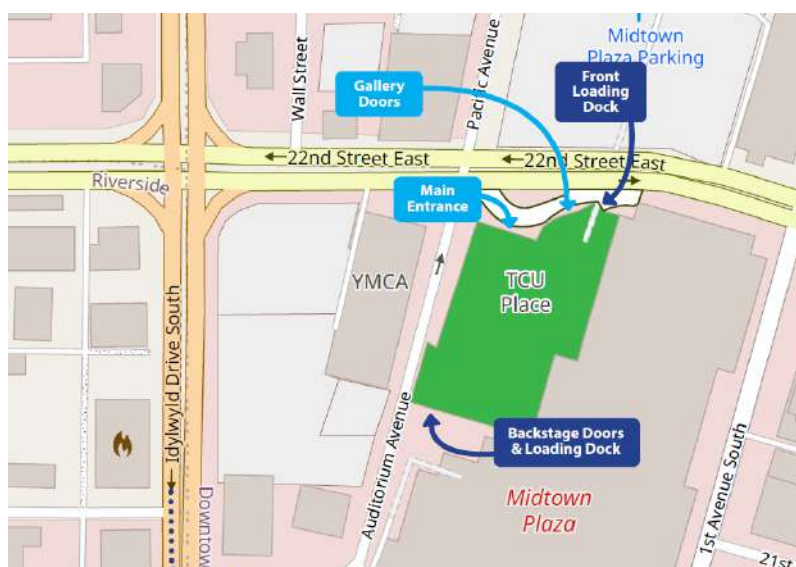 Midtown
Plaza Parking
Wall Street
Pacific Avenue
Gallery
Doors
Front
Loading
Dock
22nd Street East
22nd Street East
Riverside
Main
Entrance
YMCA
TCU
Place
Idylwyld Drive South
Backstage Doors
& Loading Dock
Auditorium Avenue
Midtown
Plaza
1st Avenue South
Downtow
21st